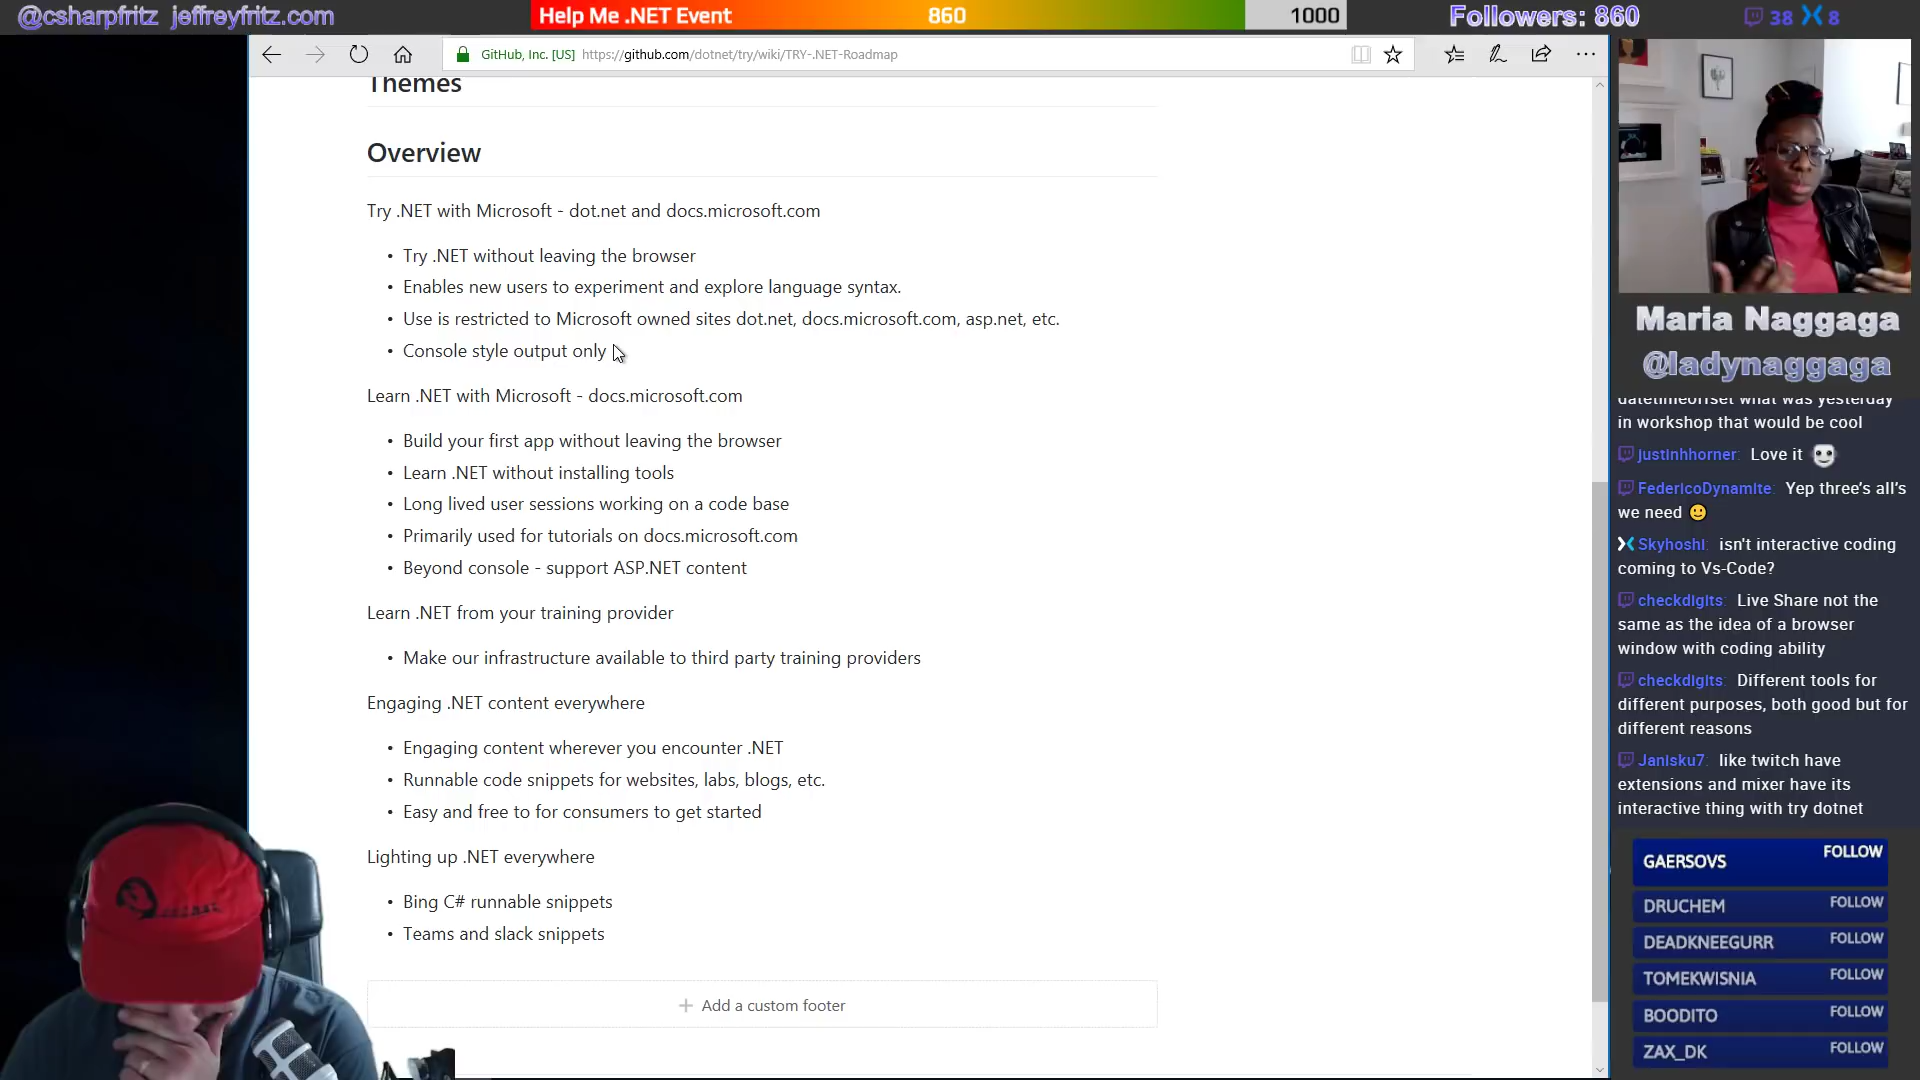 @csharpfritz jeffreyfritz.com
Help Me .NET Event 860 1000
Followers: 860
38 8
GitHub, Inc. [US] https://github.com/dotnet/try/wiki/TRY-.NET-Roadmap
Themes
Overview
Try .NET with Microsoft - dot.net and docs.microsoft.com
• Try .NET without leaving the browser
• Enables new users to experiment and explore language syntax.
• Use is restricted to Microsoft owned sites dot.net, docs.microsoft.com, asp.net, etc.
• Console style output only
Learn .NET with Microsoft - docs.microsoft.com
• Build your first app without leaving the browser
• Learn .NET without installing tools
• Long lived user sessions working on a code base
• Primarily used for tutorials on docs.microsoft.com
• Beyond console - support ASP.NET content
Learn .NET from your training provider
• Make our infrastructure available to third party training providers
Engaging .NET content everywhere
• Engaging content wherever you encounter .NET
• Runnable code snippets for websites, labs, blogs, etc.
• Easy and free to for consumers to get started
Lighting up .NET everywhere
• Bing C# runnable snippets
• Teams and slack snippets
+ Add a custom footer
Maria Naggaga
@ladynaggaga
datetimeoffset what was yesterday
in workshop that would be cool
justinhhorner: Love it
FedericoDynamite: Yep three's all's
we need
Skyhoshi: isn't interactive coding
coming to Vs-Code?
checkdigits: Live Share not the
same as the idea of a browser
window with coding ability
checkdigits: Different tools for
different purposes, both good but for
different reasons
Janisku7: like twitch have
extensions and mixer have its
interactive thing with try dotnet
GAERSOVS FOLLOW
DRUCHEM FOLLOW
DEADKNEEGURR FOLLOW
TOMEKWISNIA FOLLOW
BOODITO FOLLOW
ZAX_DK FOLLOW